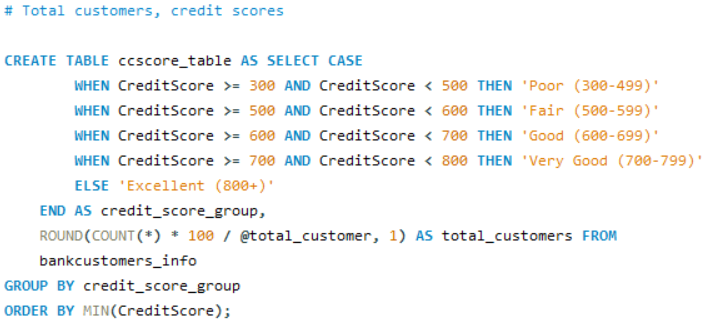 # Total customers, credit scores
CREATE TABLE ccscore_table AS SELECT CASE
WHEN CreditScore >= 300 AND CreditScore < 500 THEN 'Poor (300-499)'
WHEN CreditScore >= 500 AND CreditScore < 600 THEN 'Fair (500-599)'
WHEN CreditScore >= 600 AND CreditScore < 700 THEN 'Good (600-699)'
WHEN CreditScore >= 700 AND CreditScore < 800 THEN 'Very Good (700-799)'
ELSE 'Excellent (800+)'
END AS credit_score_group,
ROUND(COUNT(*) * 100 / @total_customer, 1) AS total_customers FROM
bankcustomers_info
GROUP BY credit_score_group
ORDER BY MIN(CreditScore);